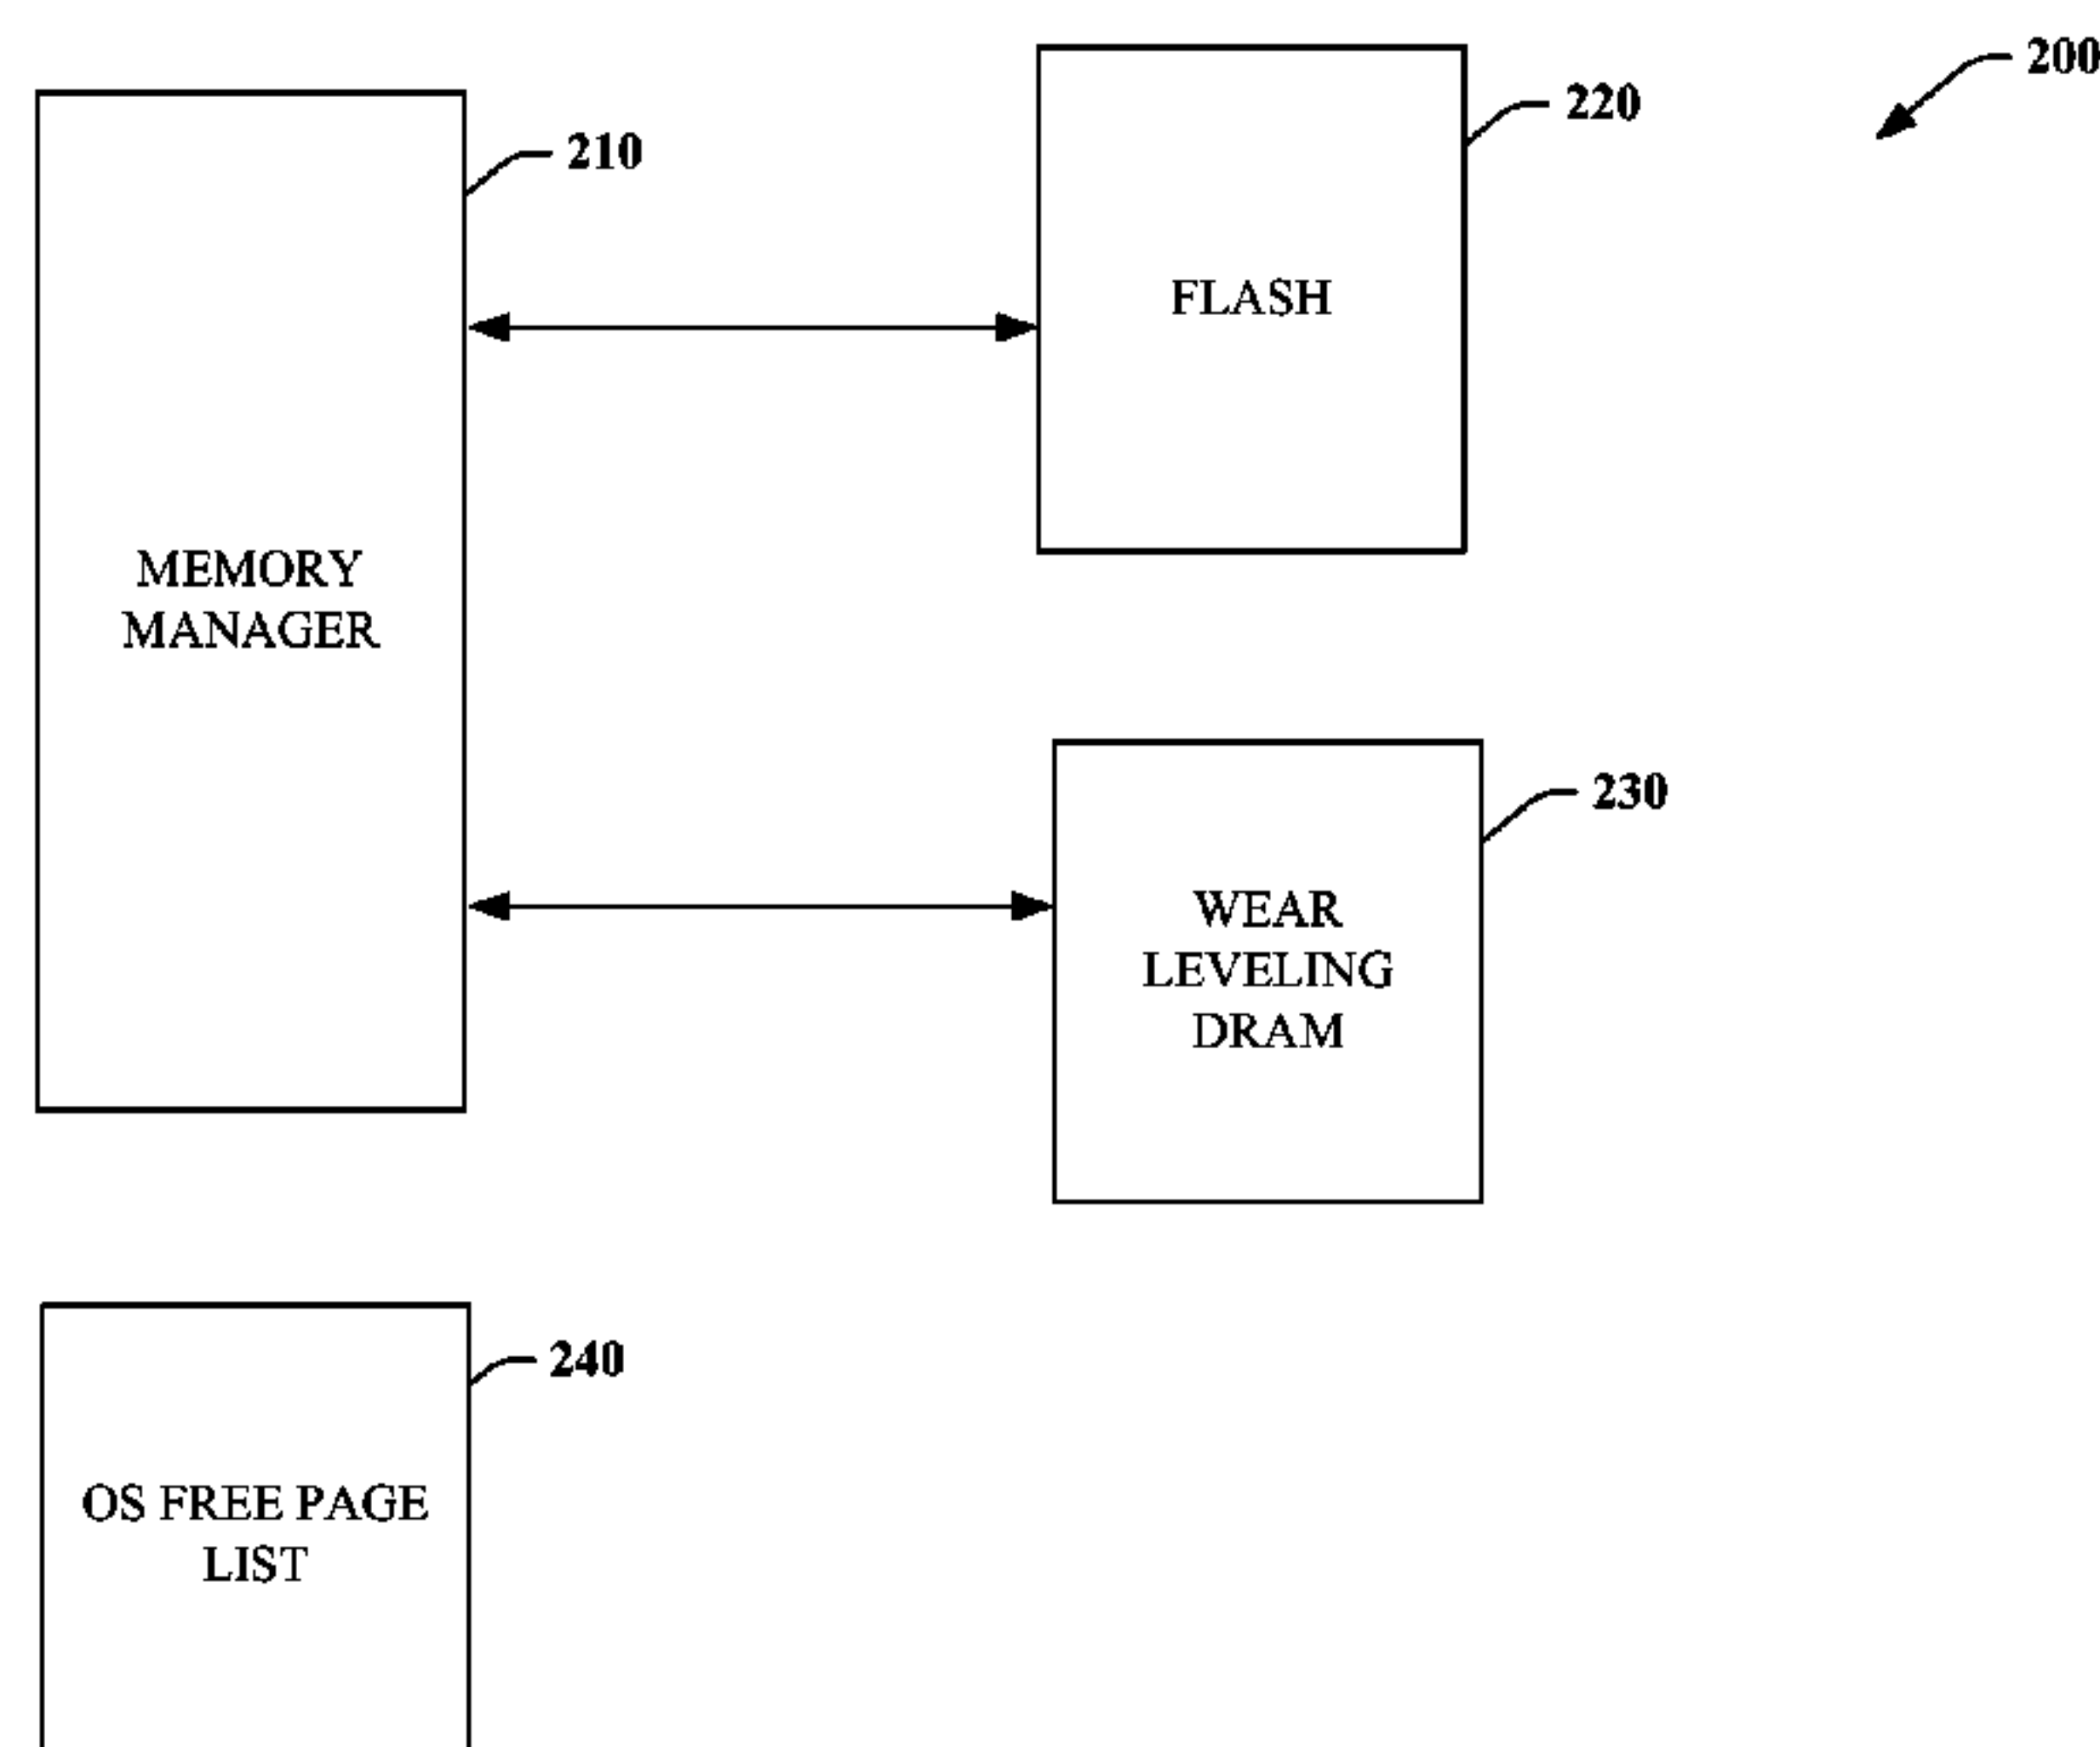 200
220
210
FLASH
MEMORY
MANAGER
230
WEAR
LEVELING
DRAM
240
OS FREE PAGE
LIST